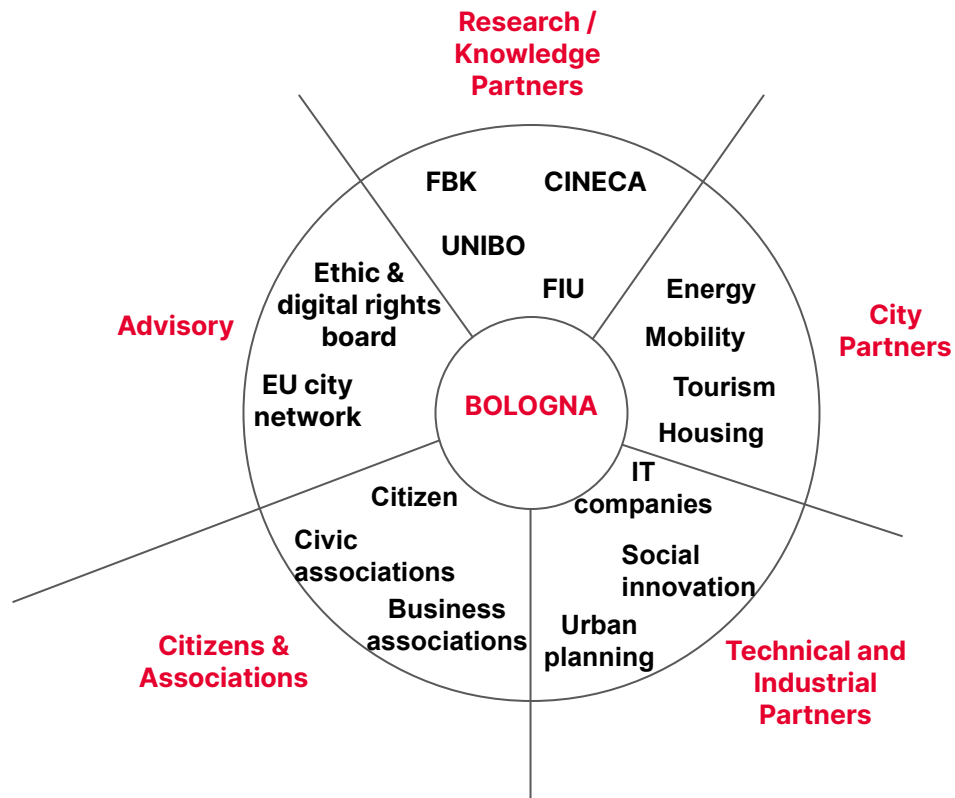 Research /
Knowledge
Partners
FBK
CINECA
UNIBO
FIU
Energy
Mobility
Tourism
Housing
City
Partners
IT
companies
Social
innovation
Urban
planning
Technical and
Industrial
Partners
Citizen
Civic
associations
Business
associations
Citizens &
Associations
Ethic &
digital rights
board
EU city
network
Advisory
BOLOGNA